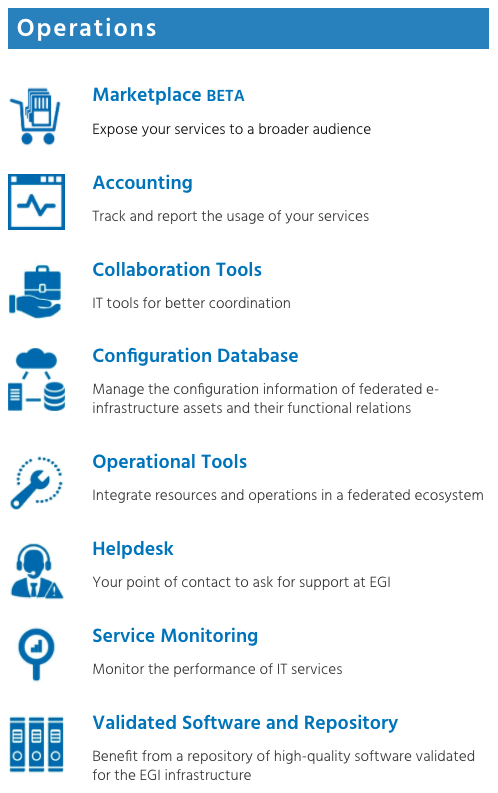 Operations
Marketplace BETA
Expose your services to a broader audience
Accounting
Track and report the usage of your services
Collaboration Tools
IT tools for better coordination
Configuration Database
Manage the configuration information of federated e-
infrastructure assets and their functional relations
Operational Tools
Integrate resources and operations in a federated ecosystem
Helpdesk
Your point of contact to ask for support at EGI
Service Monitoring
Monitor the performance of IT services
Validated Software and Repository
Benefit from a repository of high-quality software validated
for the EGI infrastructure